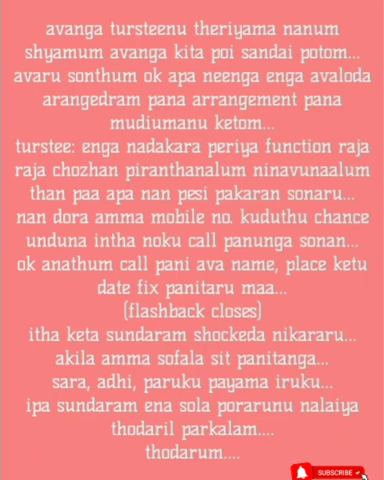 avanga tursteenu theriyama nanum
shyamum avanga kita poi sandai potom...
avaru sonthum ok apa neenga enga avaloda
arangedram pana arrangement pana
mudiumanu ketom...
turstee: enga nadakara periya function raja
raja chozhan piranthanalum ninavunaalum
than paa apa nan pesi pakaran sonaru...
nan dora amma mobile no. kuduthu chance
unduna intha noku call panunga sonan...
ok anathum call pani ava name, place ketu
date fix panitaru maa...
(flashback closes)
itha keta sundaram shockeda nikararu...
akila amma sofala sit panitanga...
sara, adhi, paruku payama iruku...
ipa sundaram ena sola porarunu nalaiya
thodaril parkalam....
thodarum....
SUBSCRIBE